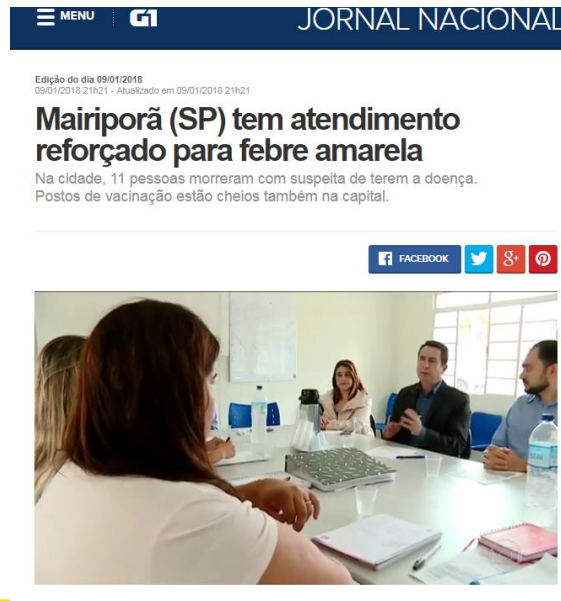 MENU G1 JORNAL NACIONAL
Edição do dia 09/01/2018
09/01/2018 21h21 - Atualizado em 09/01/2018 21h21
Mairiporã (SP) tem atendimento
reforçado para febre amarela
Na cidade, 11 pessoas morreram com suspeita de terem a doença.
Postos de vacinação estão cheios também na capital.
FACEBOOK